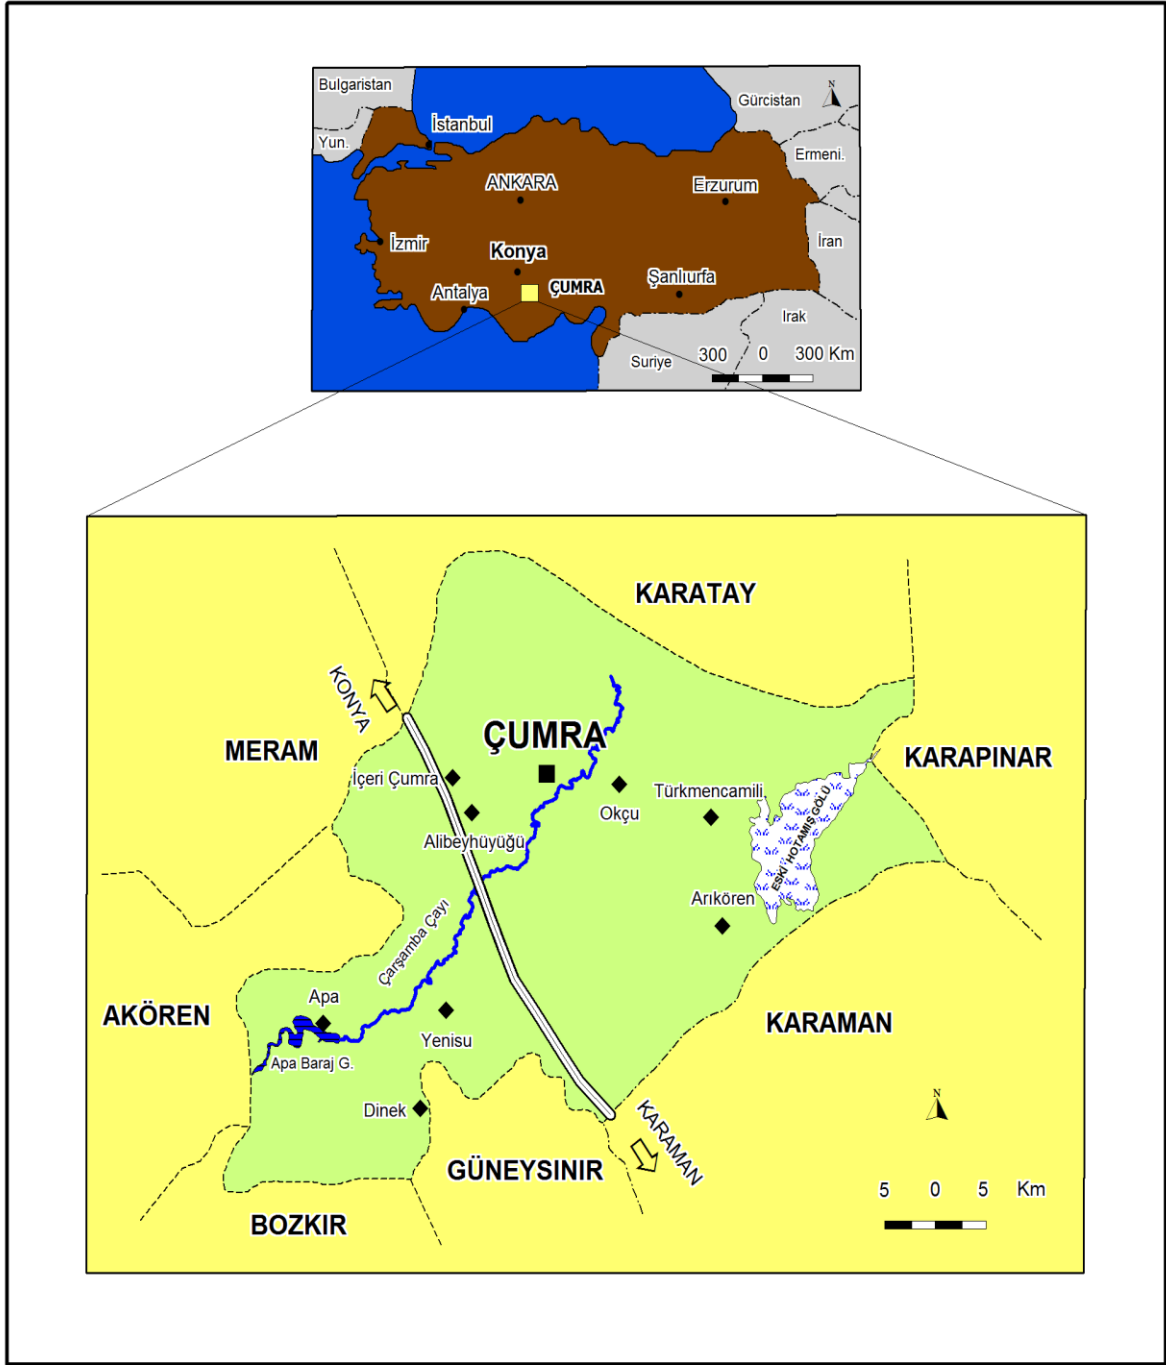 Bulgaristan
Gürcistan
N
İstanbul
Yun.
Ermeni.
ANKARA
Erzurum
İzmir
İran
Konya
Şanlıurfa
Antalya
ÇUMRA
Irak
Suriye
300 0 300 Km
KARATAY
KONYA
ÇUMRA
MERAM
KARAPINAR
İçeri Çumra
Türkmencamili
Okçu
Alibeyhüyüğü
ESKİ HOTAMIŞ GÖLÜ
Arıkören
Çarşamba Çayı
Apa
AKÖREN
KARAMAN
Yenisu
Apa Baraj G.
N
Dinek
KARAMAN
GÜNEYSINIR
5 0 5 Km
BOZKIR